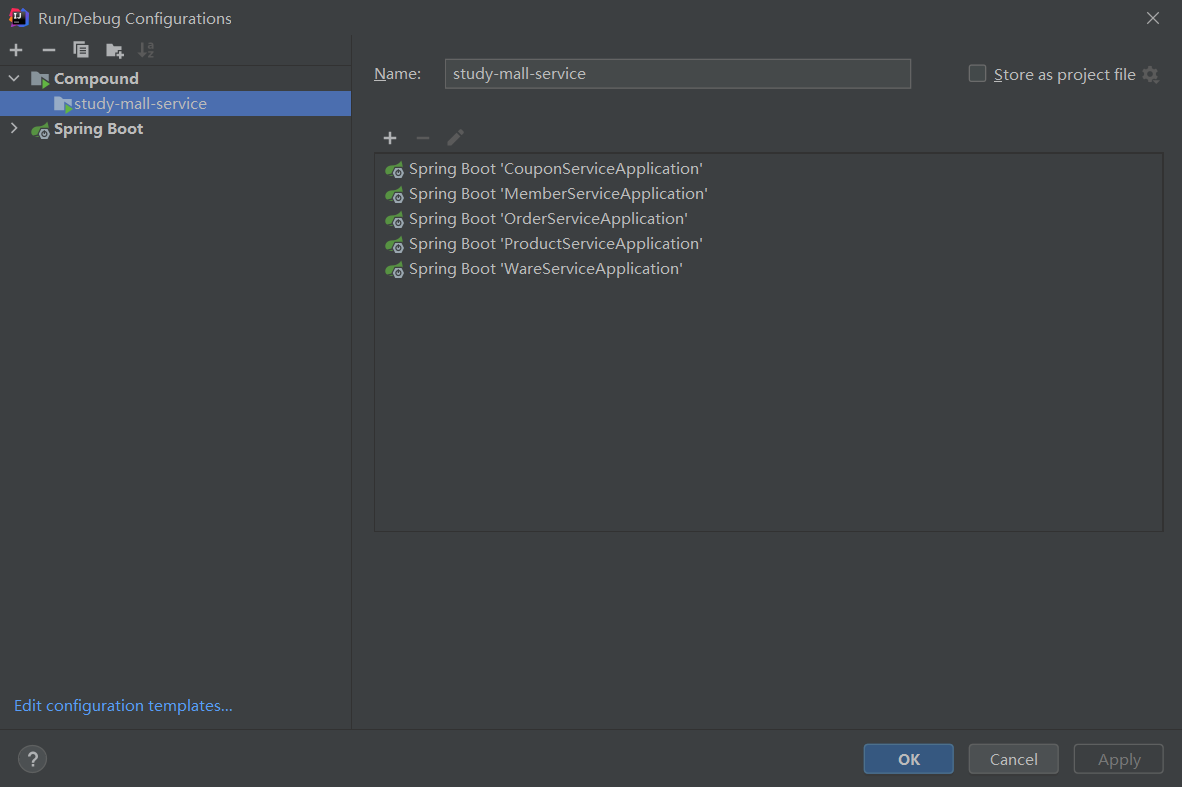 Run/Debug Configurations
Compound
study-mall-service
Spring Boot
Edit configuration templates...
Name: study-mall-service
Store as project file
Spring Boot 'CouponServiceApplication'
Spring Boot 'MemberServiceApplication'
Spring Boot 'OrderServiceApplication'
Spring Boot 'ProductServiceApplication'
Spring Boot 'WareServiceApplication'
?
OK
Cancel
Apply